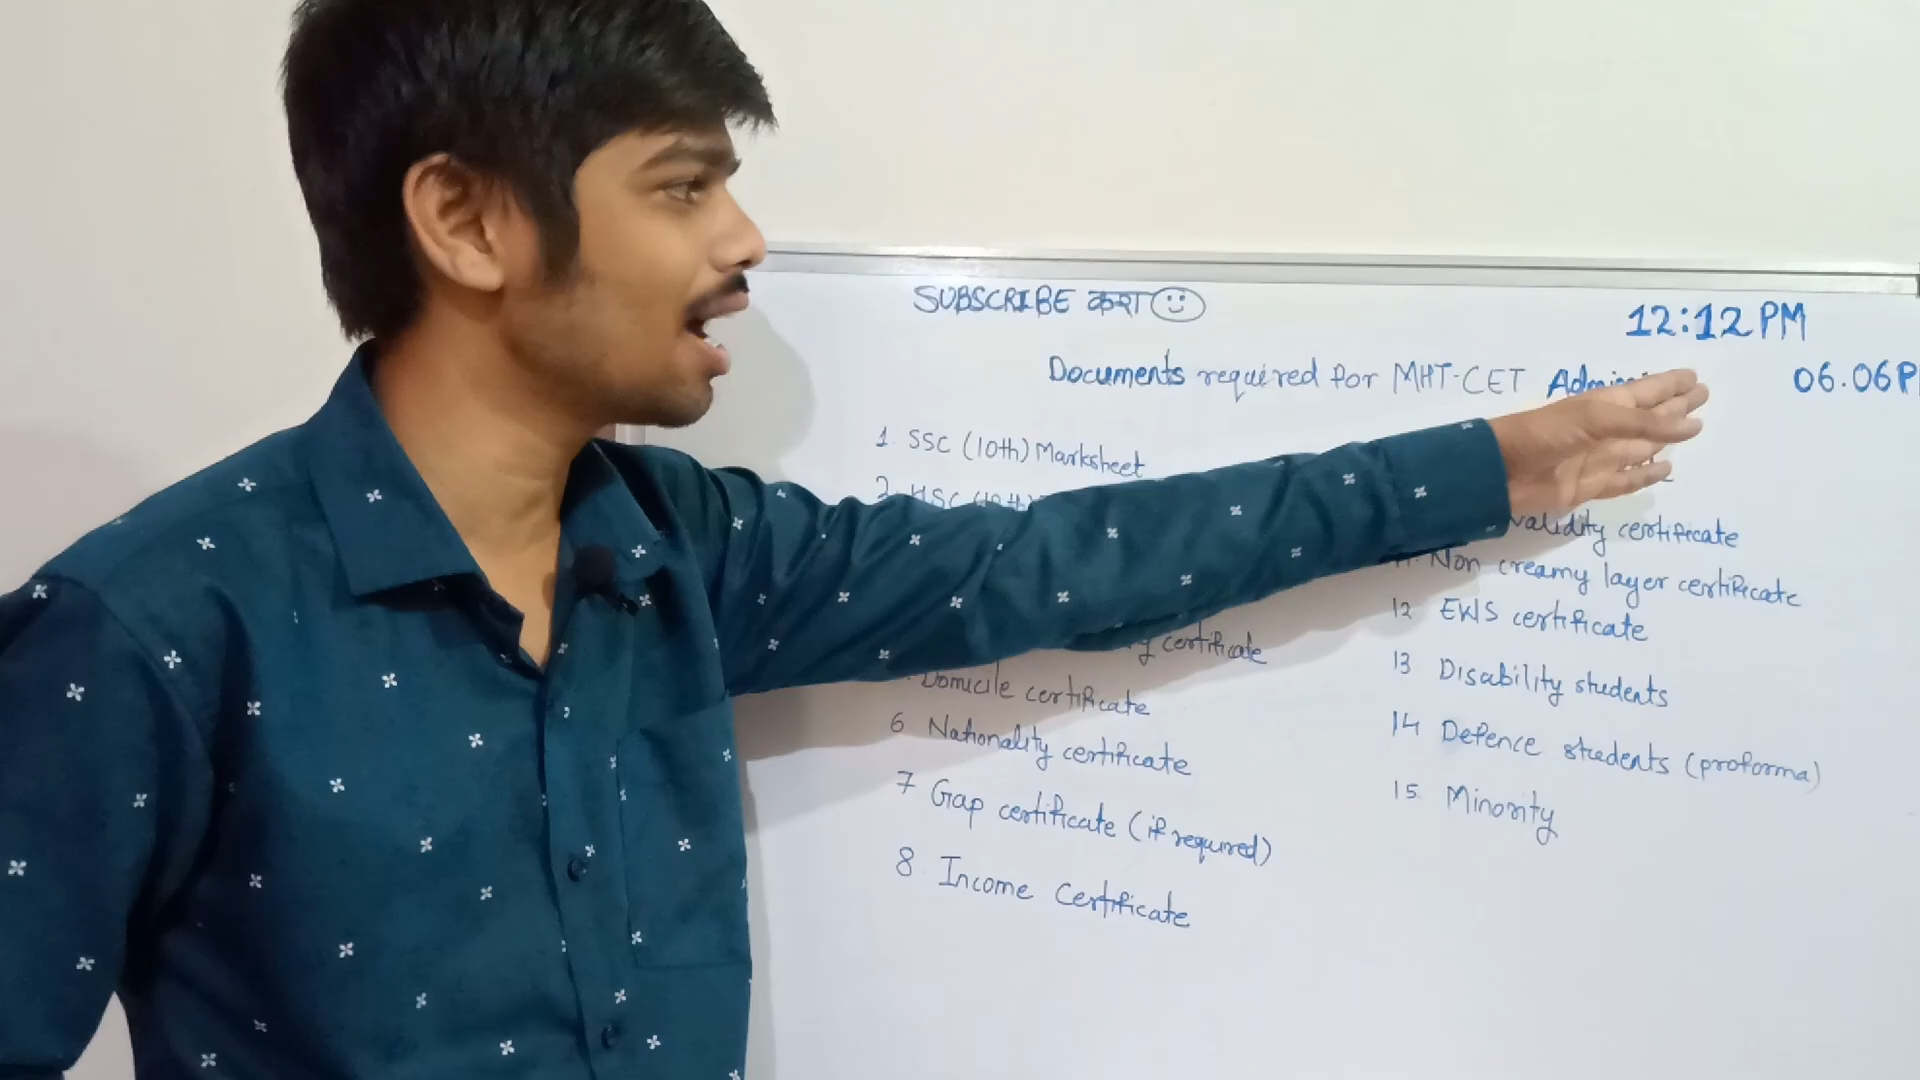 SUBSCRIBE करा
12:12 PM
Documents required for MHT-CET
06.06P
1. SSC (10th) Marksheet
2. HSC
certificate
Domicile certificate
6 Nationality certificate
7 Gap certificate (if required)
8. Income Certificate
validity certificate
11. Non creamy layer certificate
12 EWS certificate
13 Disability students
14 Defence students (proforma)
15. Minority